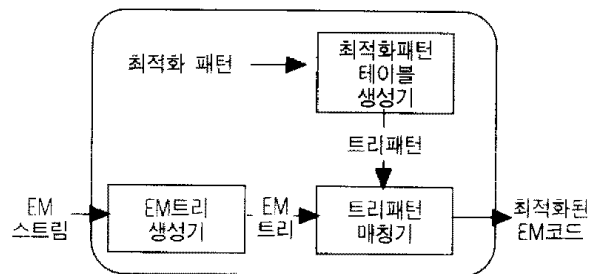 최적화 패턴
최적화패턴
테이블
생성기
트리패턴
EM
스트림
EM트리
생성기
EM
트리
트리패턴
매칭기
최적화된
EM코드